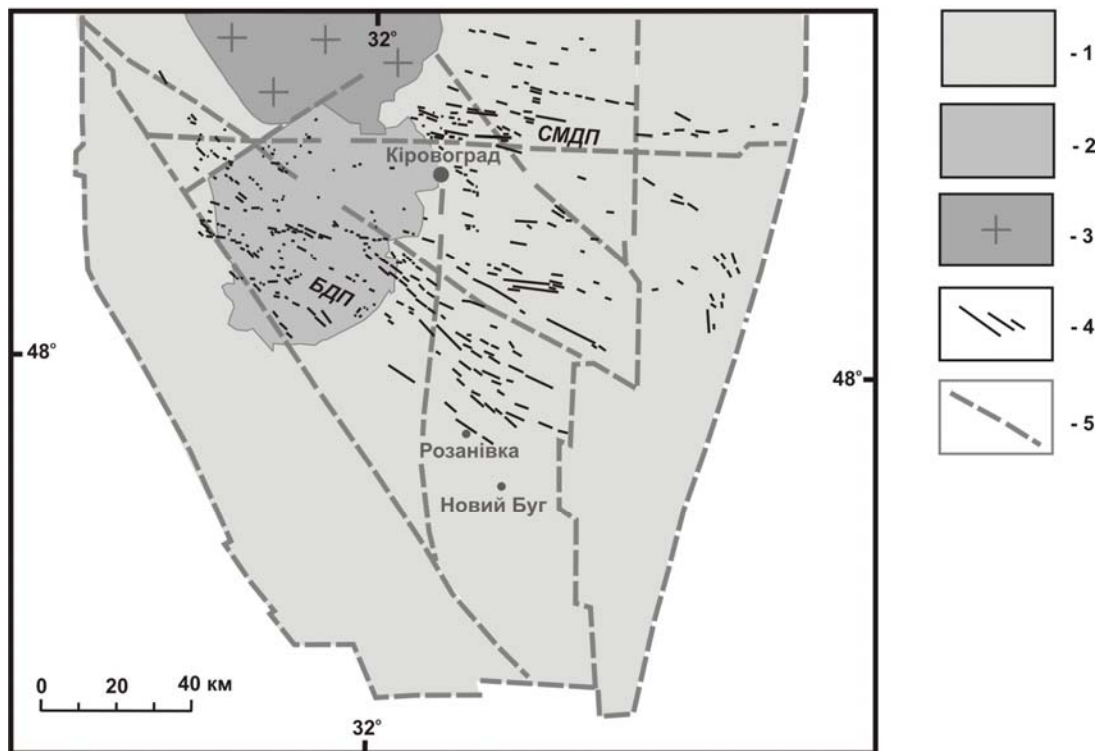 32°
СМДП
Кіровоград
БДП
48°
48°
Розанівка
Новий Буг
0 20 40 км
32°
- 1
- 2
- 3
- 4
- 5